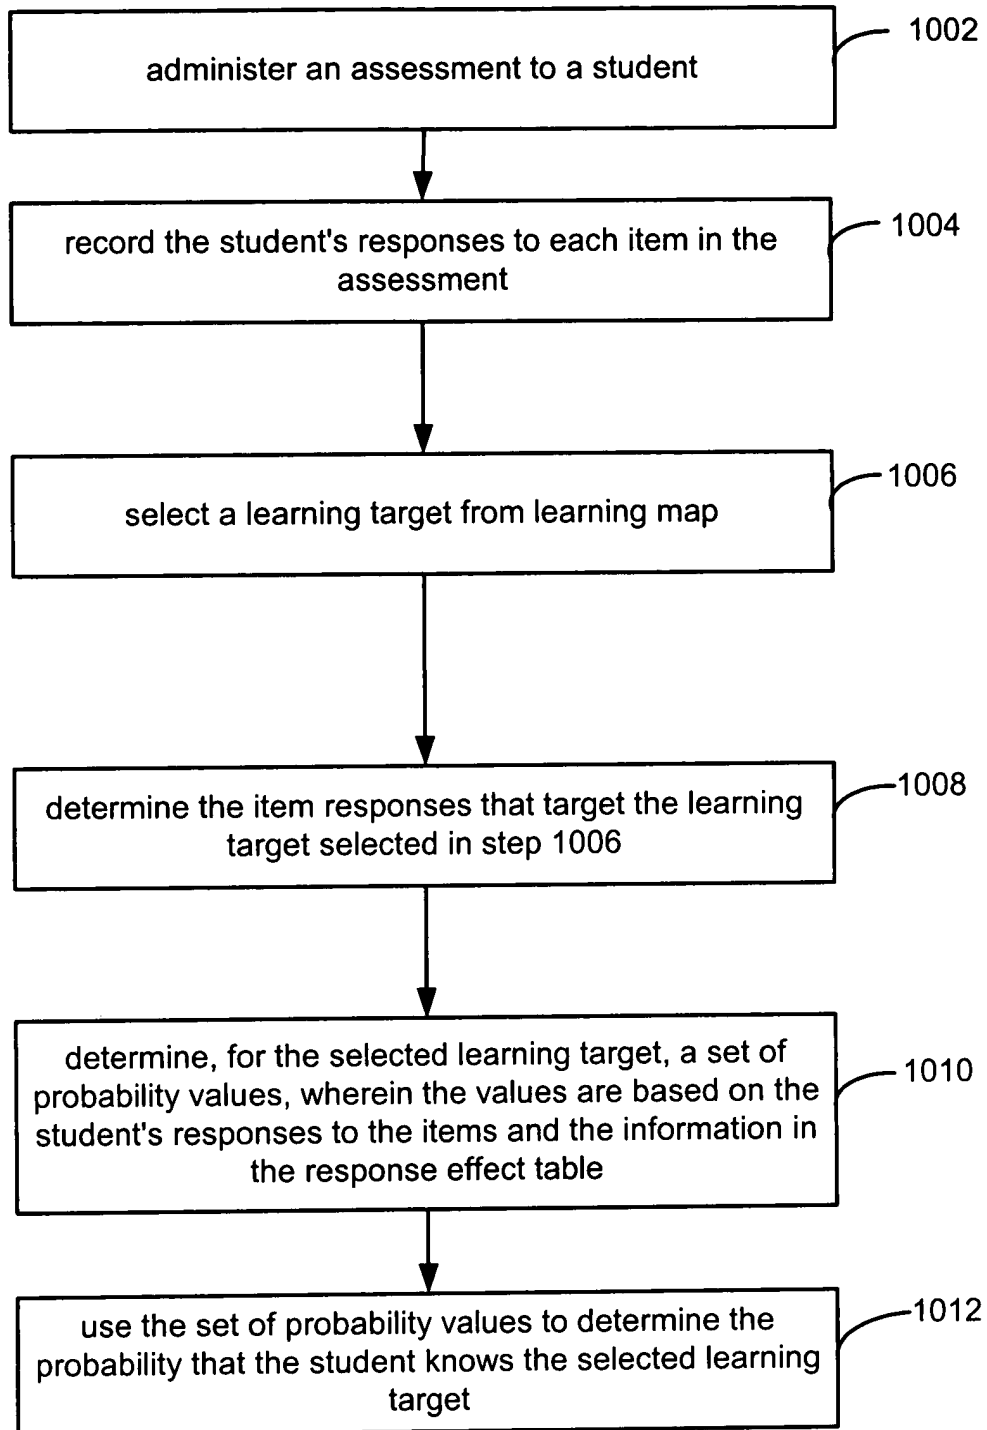 1002
administer an assessment to a student
1004
record the student's responses to each item in the
assessment
1006
select a learning target from learning map
1008
determine the item responses that target the learning
target selected in step 1006
1010
determine, for the selected learning target, a set of
probability values, wherein the values are based on the
student's responses to the items and the information in
the response effect table
1012
use the set of probability values to determine the
probability that the student knows the selected learning
target